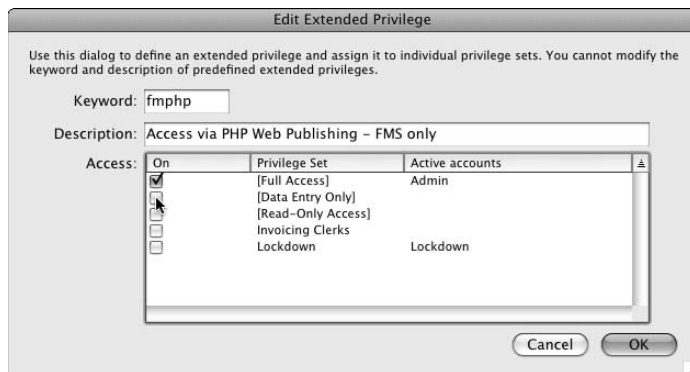 Edit Extended Privilege
Use this dialog to define an extended privilege and assign it to individual privilege sets. You cannot modify the
keyword and description of predefined extended privileges.
Keyword: fmphp
Description: Access via PHP Web Publishing – FMS only
Access: On Privilege Set Active accounts
[Full Access] Admin
[Data Entry Only]
[Read-Only Access]
Invoicing Clerks
Lockdown Lockdown
Cancel OK